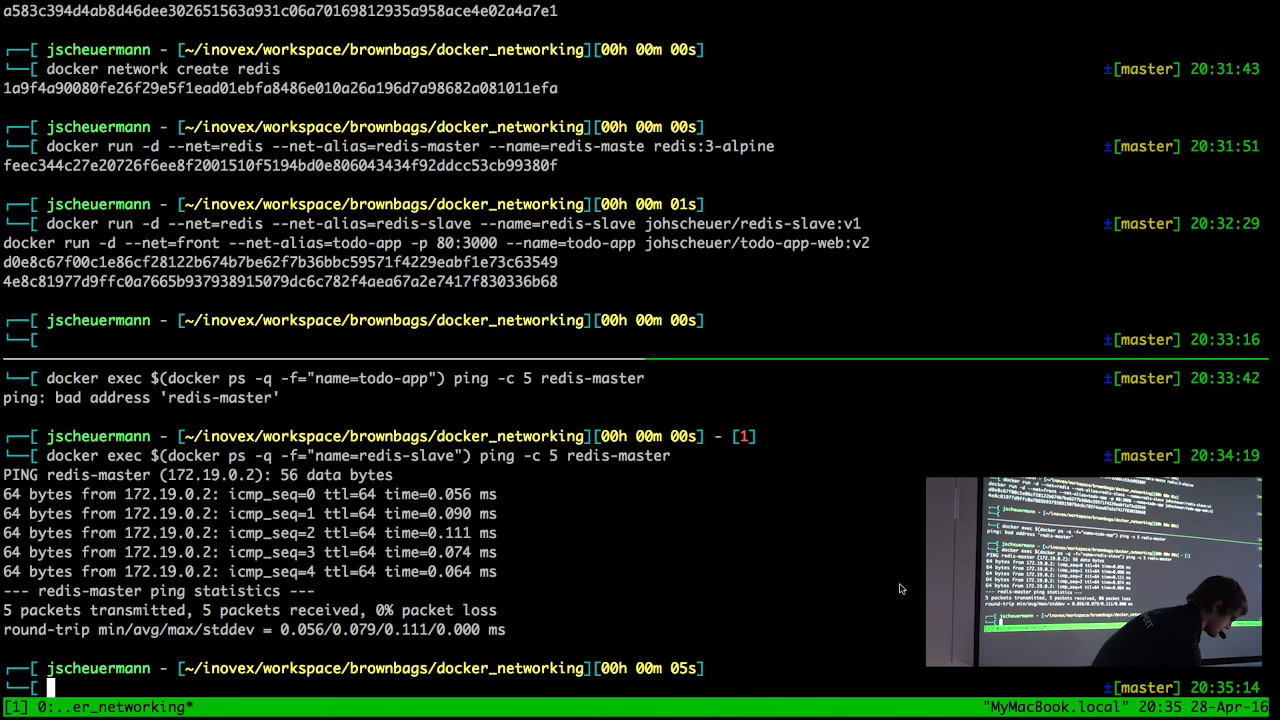 a583c394d4ab8d46dee302651563a931c06a70169812935a958ace4e02a4a7e1
┌──[ jscheuermann - [~/inovex/workspace/brownbags/docker_networking][00h 00m 00s]
└──[ docker network create redis ±[master] 20:31:43
1a9f4a90080fe26f29e5f1ead01ebfa8486e010a26a196d7a98682a081011efa
┌──[ jscheuermann - [~/inovex/workspace/brownbags/docker_networking][00h 00m 00s]
└──[ docker run -d --net=redis --net-alias=redis-master --name=redis-maste redis:3-alpine ±[master] 20:31:51
feec344c27e20726f6ee8f2001510f5194bd0e806043434f92ddcc53cb99380f
┌──[ jscheuermann - [~/inovex/workspace/brownbags/docker_networking][00h 00m 01s]
└──[ docker run -d --net=redis --net-alias=redis-slave --name=redis-slave johscheuer/redis-slave:v1 ±[master] 20:32:29
docker run -d --net=front --net-alias=todo-app -p 80:3000 --name=todo-app johscheuer/todo-app-web:v2
d0e8c67f00c1e86cf28122b674b7be62f7b36bbc59571f4229eabf1e73c63549
4e8c81977d9ffc0a7665b937938915079dc6c782f4aea67a2e7417f830336b68
┌──[ jscheuermann - [~/inovex/workspace/brownbags/docker_networking][00h 00m 00s]
└──[ ±[master] 20:33:16
└──[ docker exec $(docker ps -q -f="name=todo-app") ping -c 5 redis-master ±[master] 20:33:42
ping: bad address 'redis-master'
┌──[ jscheuermann - [~/inovex/workspace/brownbags/docker_networking][00h 00m 00s] - [1]
└──[ docker exec $(docker ps -q -f="name=redis-slave") ping -c 5 redis-master ±[master] 20:34:19
PING redis-master (172.19.0.2): 56 data bytes
64 bytes from 172.19.0.2: icmp_seq=0 ttl=64 time=0.056 ms
64 bytes from 172.19.0.2: icmp_seq=1 ttl=64 time=0.090 ms
64 bytes from 172.19.0.2: icmp_seq=2 ttl=64 time=0.111 ms
64 bytes from 172.19.0.2: icmp_seq=3 ttl=64 time=0.074 ms
64 bytes from 172.19.0.2: icmp_seq=4 ttl=64 time=0.064 ms
--- redis-master ping statistics ---
5 packets transmitted, 5 packets received, 0% packet loss
round-trip min/avg/max/stddev = 0.056/0.079/0.111/0.000 ms
┌──[ jscheuermann - [~/inovex/workspace/brownbags/docker_networking][00h 00m 05s]
└──[ ±[master] 20:35:14
[1] 0:..er_networking* "MyMacBook.local" 20:35 28-Apr-16